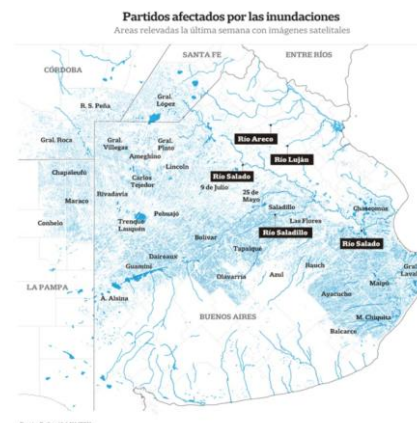 Partidos afectados por las inundaciones
Areas relevadas la última semana con imágenes satelitales
SANTA FE
ENTRE RÍOS
CÓRDOBA
Gral.
López
R. S. Peña
Río Areco
Gral. Roca
Gral.
Villegas
Gral.
Pinto
Ameghino
Río Luján
Lincoln
Chapaleufú
Río Salado
Carlos
Tejedor
9 de Julio
25 de
Mayo
Rivadavia
Maracó
Pehuajó
Saladillo
Chascomús
Trenque
Lauquen
Conhelo
Las Flores
Bolívar
Río Saladillo
Río Salado
Tapalqué
Daireaux
Guaminí
Rauch
Gral.
Olavarría
Azul
Maipú
LA PAMPA
A. Alsina
Ayacucho
BUENOS AIRES
M. Chiquita
Balcarce